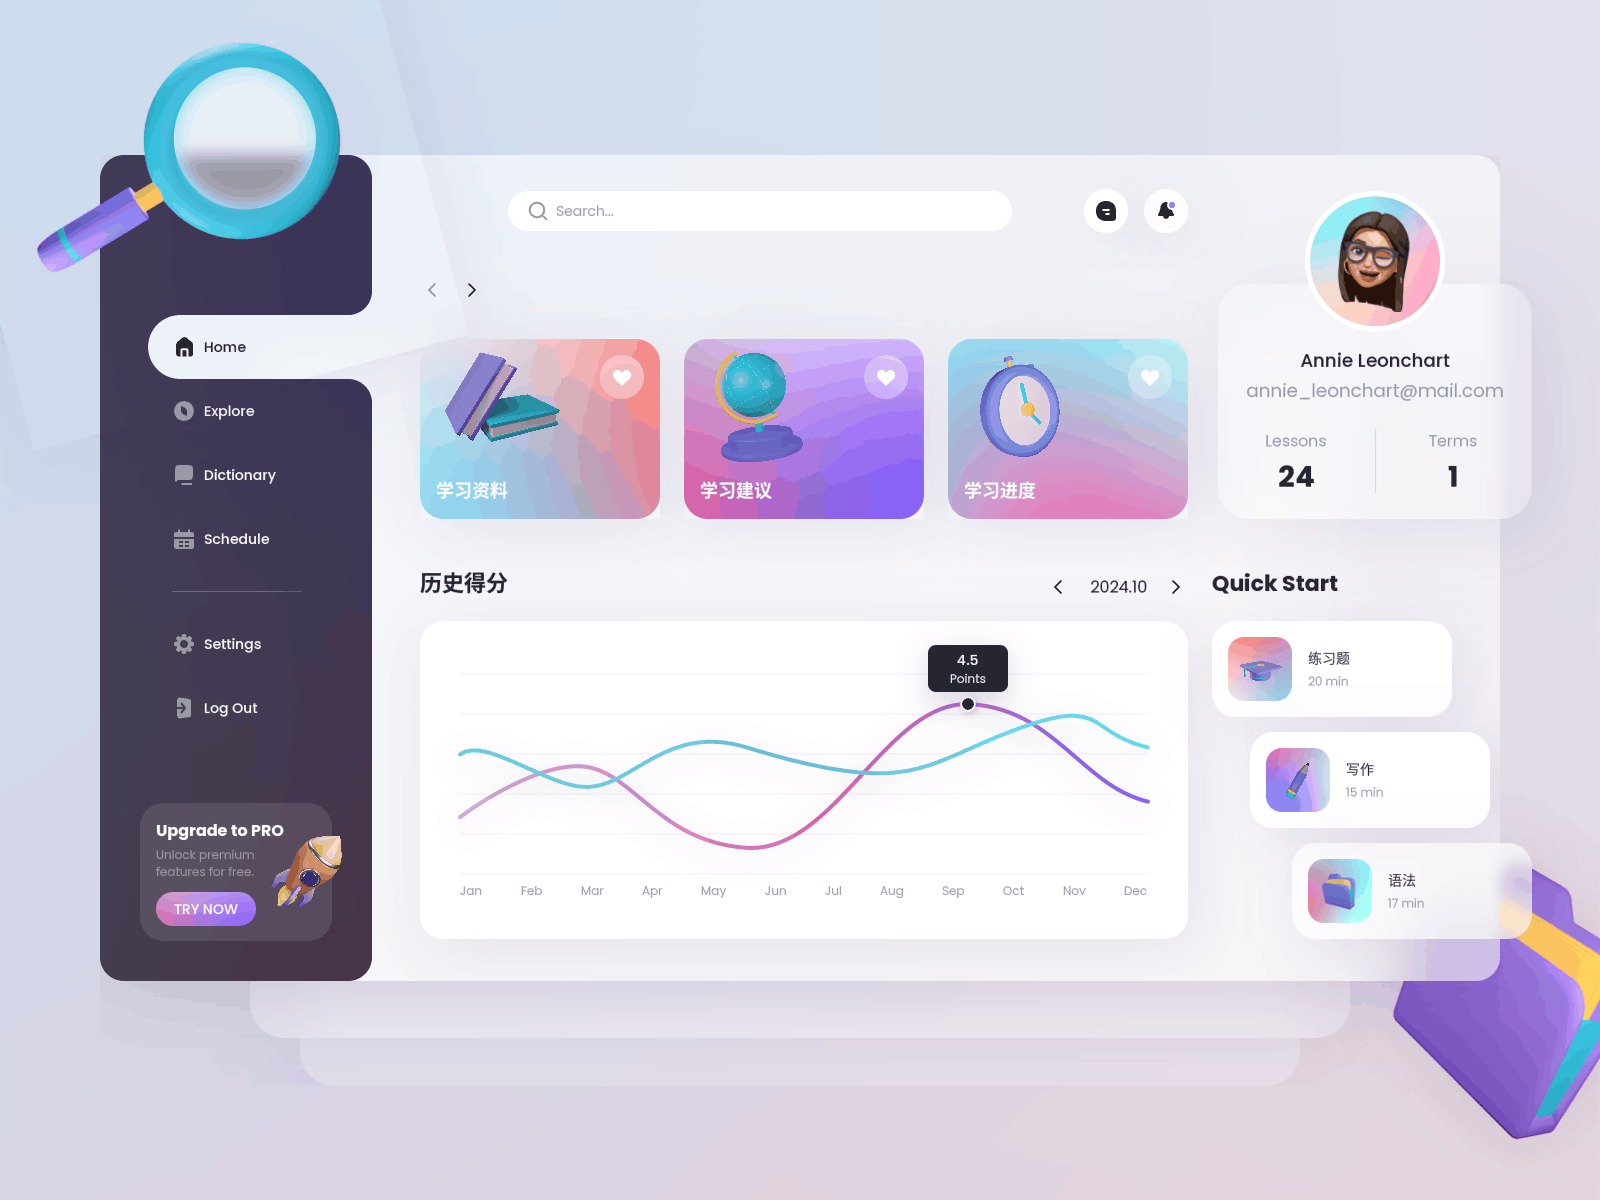 Search...
Home
Explore
Dictionary
Schedule
Settings
Log Out
Upgrade to PRO
Unlock premium
features for free.
TRY NOW
学习资料
学习建议
学习进度
Annie Leonchart
annie_leonchart@mail.com
Lessons
Terms
24
1
历史得分
2024.10
4.5
Points
Jan Feb Mar Apr May Jun Jul Aug Sep Oct Nov Dec
Quick Start
练习题
20 min
写作
15 min
语法
17 min